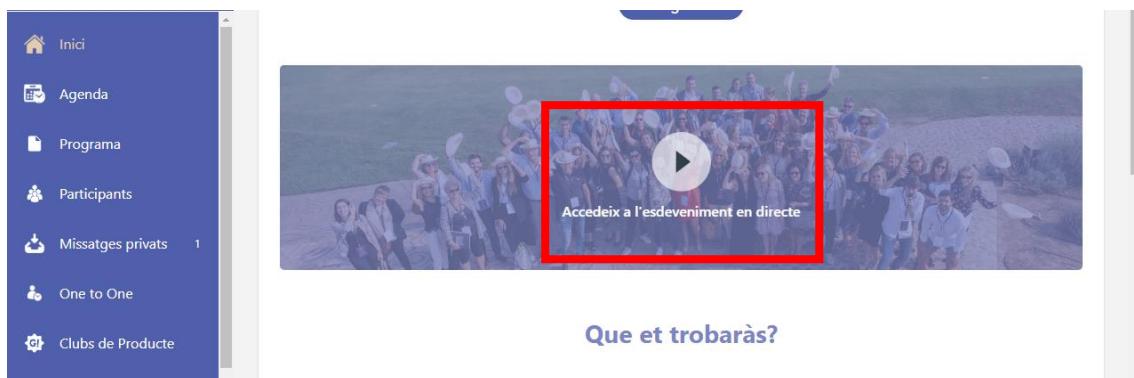 Inici
Agenda
Programa
Participants
Missatges privats 1
One to One
Clubs de Producte
Accedeix a l'esdeveniment en directe
Que et trobaràs?